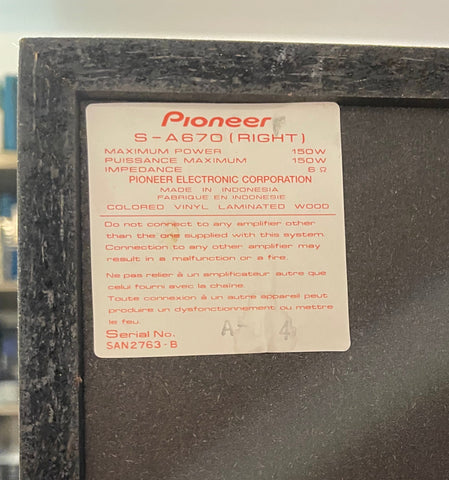 Pioneer
S-A670 (RIGHT)
MAXIMUM POWER 150W
PUISSANCE MAXIMUM 150W
IMPEDANCE 6 Ω
PIONEER ELECTRONIC CORPORATION
MADE IN INDONESIA
FABRIQUE EN INDONESIE
COLORED VINYL LAMINATED WOOD
Do not connect to any amplifier other
than the one supplied with this system.
Connection to any other amplifier may
result in a malfunction or a fire.
Ne pas relier à un amplificateur autre que
celui fourni avec la chaîne.
Toute connexion à un autre appareil peut
produire un dysfonctionement ou mettre
le feu.
Serial No.
SAN2763-B